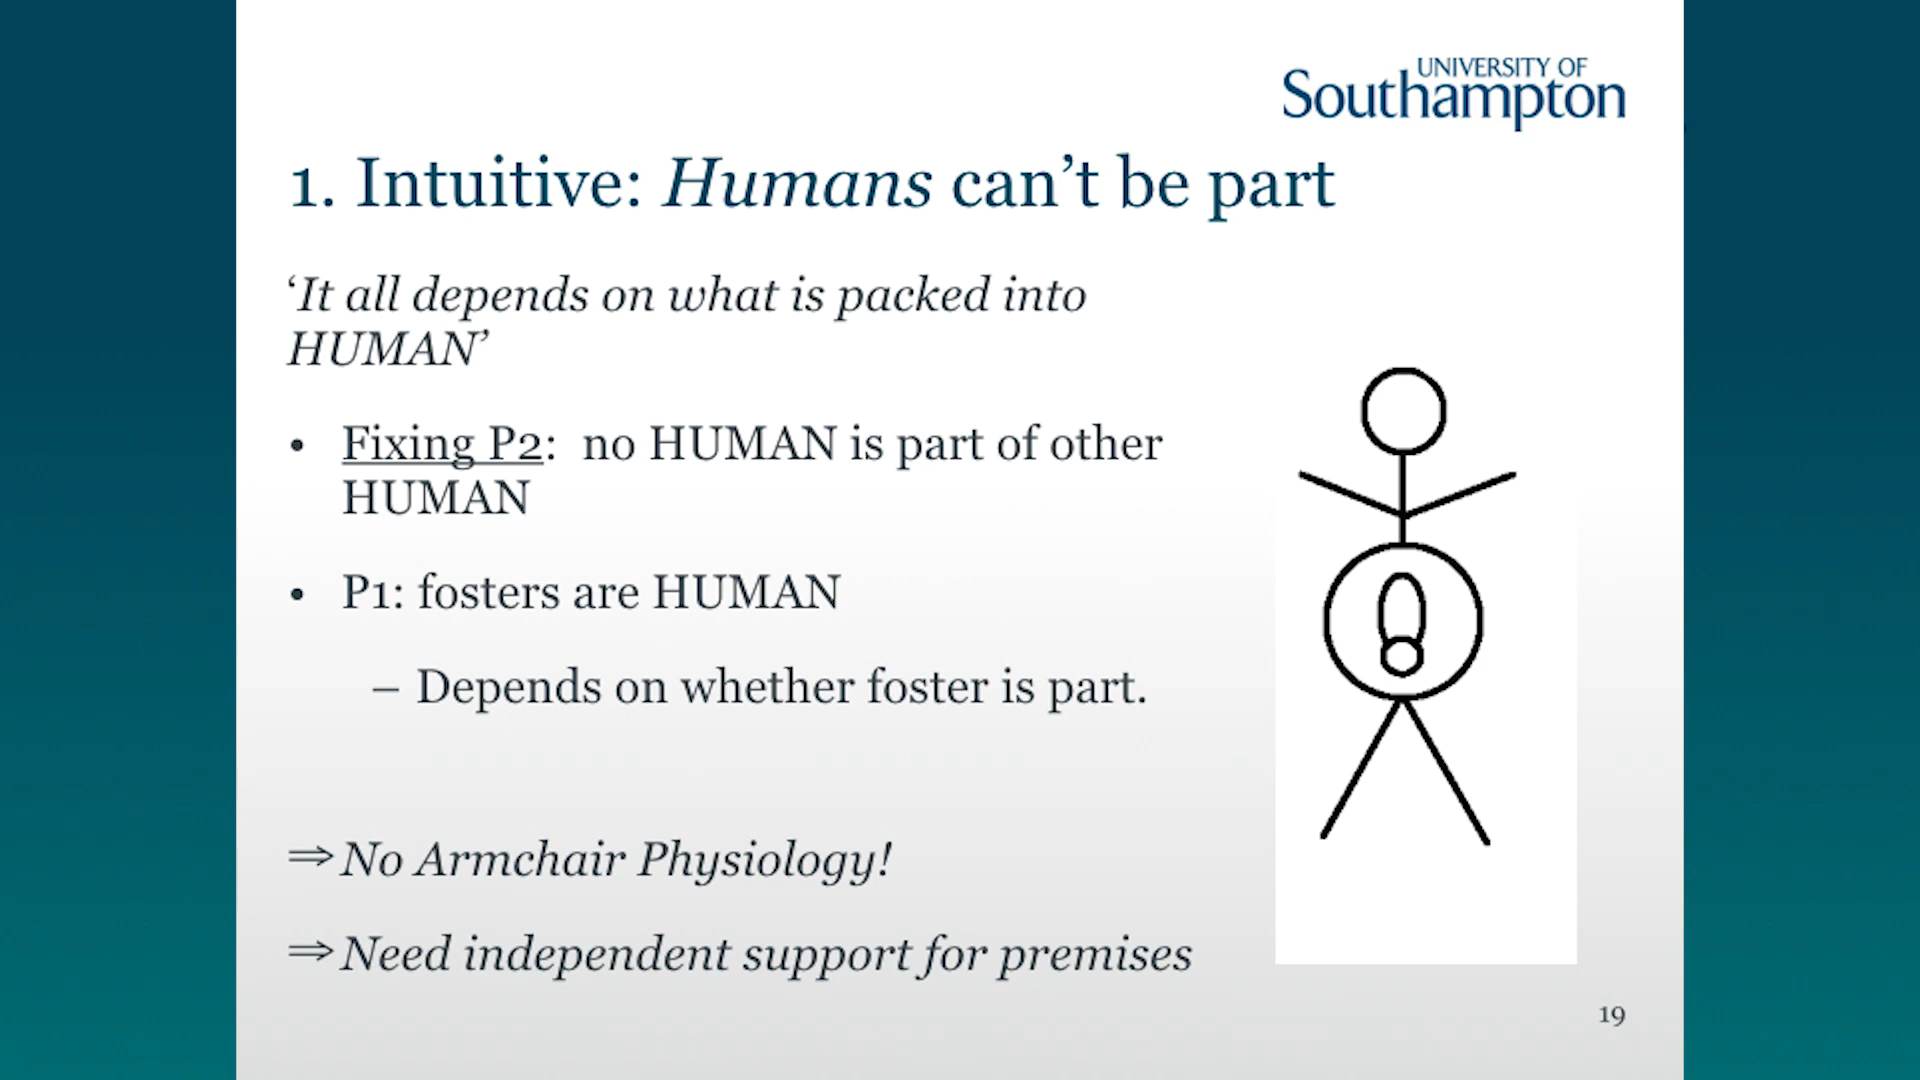 UNIVERSITY OF
Southampton
1. Intuitive: Humans can’t be part
‘It all depends on what is packed into
HUMAN’
• Fixing P2:  no HUMAN is part of other
HUMAN
• P1: fosters are HUMAN
– Depends on whether foster is part.
⇒ No Armchair Physiology!
⇒ Need independent support for premises
19